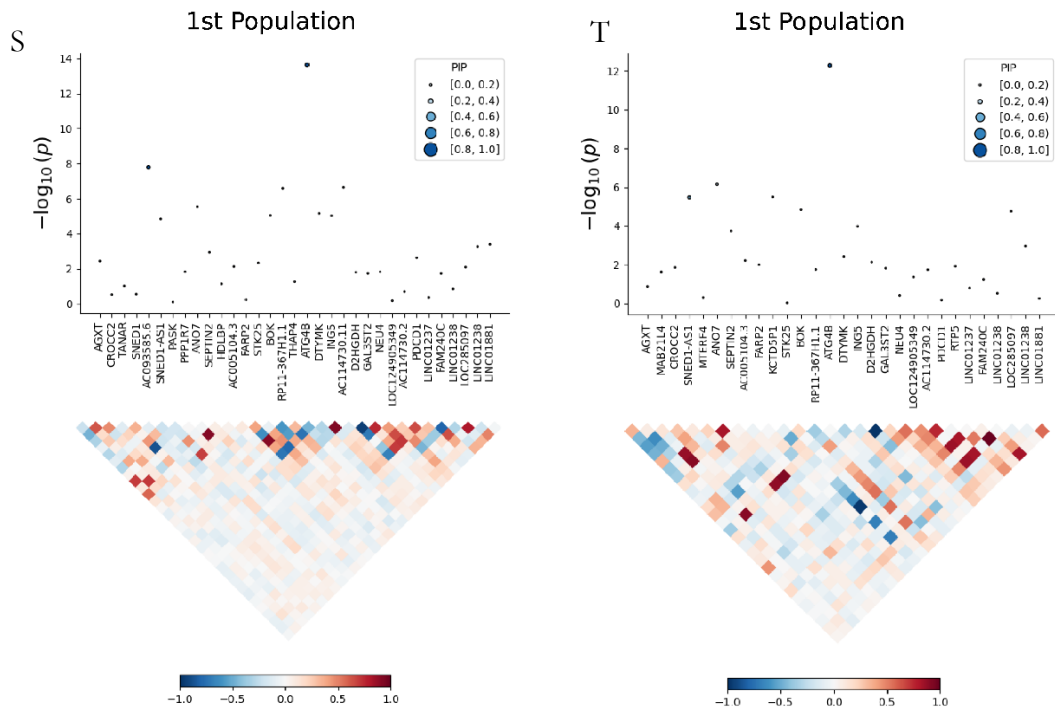 S
1st Population
−log₁₀(p)
14
12
10
8
6
4
2
0
PIP
[0.0, 0.2)
[0.2, 0.4)
[0.4, 0.6)
[0.6, 0.8)
[0.8, 1.0]
AGXT
CROCC2
TANAR
SNED1
AC093585.6
SNED1-AS1
PASK
PPP1R7
ANO7
SEPTIN2
HDLBP
AC005104.3
FARP2
STK25
BOK
RP11-367H1.1
THAP4
ATG4B
DTYMK
ING5
AC114730.11
D2HGDH
GAL3ST2
NEU4
LOC124905349
AC114730.2
PDCD1
LINC01237
FAM240C
LINC01238
LOC285097
LINC01238
LINC01881
−1.0 −0.5 0.0 0.5 1.0
T
1st Population
−log₁₀(p)
12
10
8
6
4
2
0
PIP
[0.0, 0.2)
[0.2, 0.4)
[0.4, 0.6)
[0.6, 0.8)
[0.8, 1.0]
AGXT
MAB21L4
CROCC2
SNED1-AS1
MTERF4
ANO7
SEPTIN2
AC005104.3
FARP2
KCTD5P1
STK25
BOK
RP11-367H1.1
ATG4B
DTYMK
ING5
D2HGDH
GAL3ST2
NEU4
LOC124905349
AC114730.2
PDCD1
RTP5
LINC01237
FAM240C
LINC01238
LOC285097
LINC01238
LINC01881
−1.0 −0.5 0.0 0.5 1.0